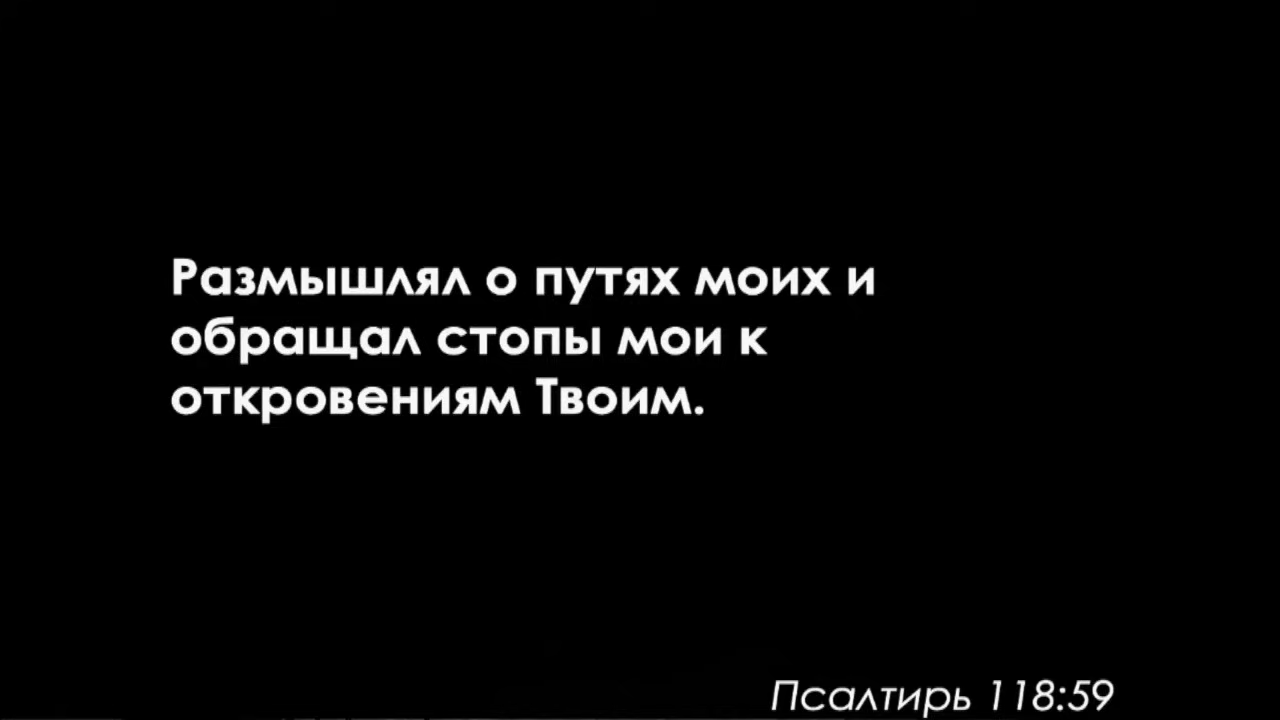 Размышлял о путях моих и
обращал стопы мои к
откровениям Твоим.
Псалтирь 118:59